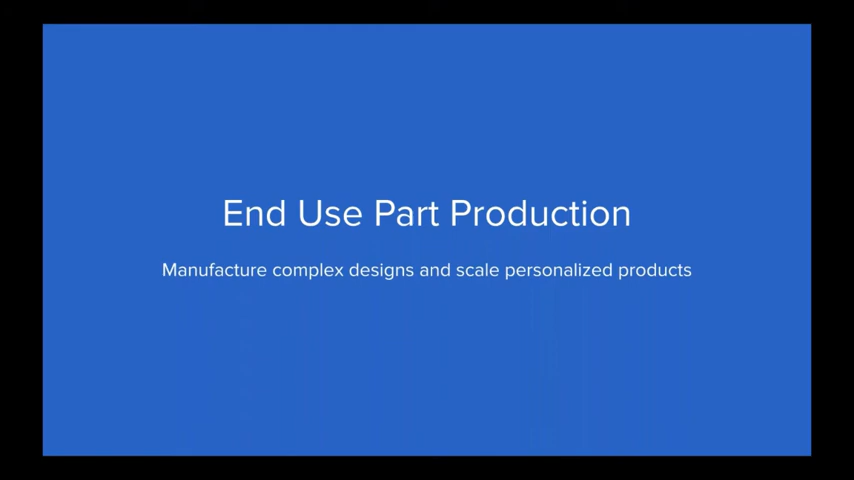 End Use Part Production
Manufacture complex designs and scale personalized products